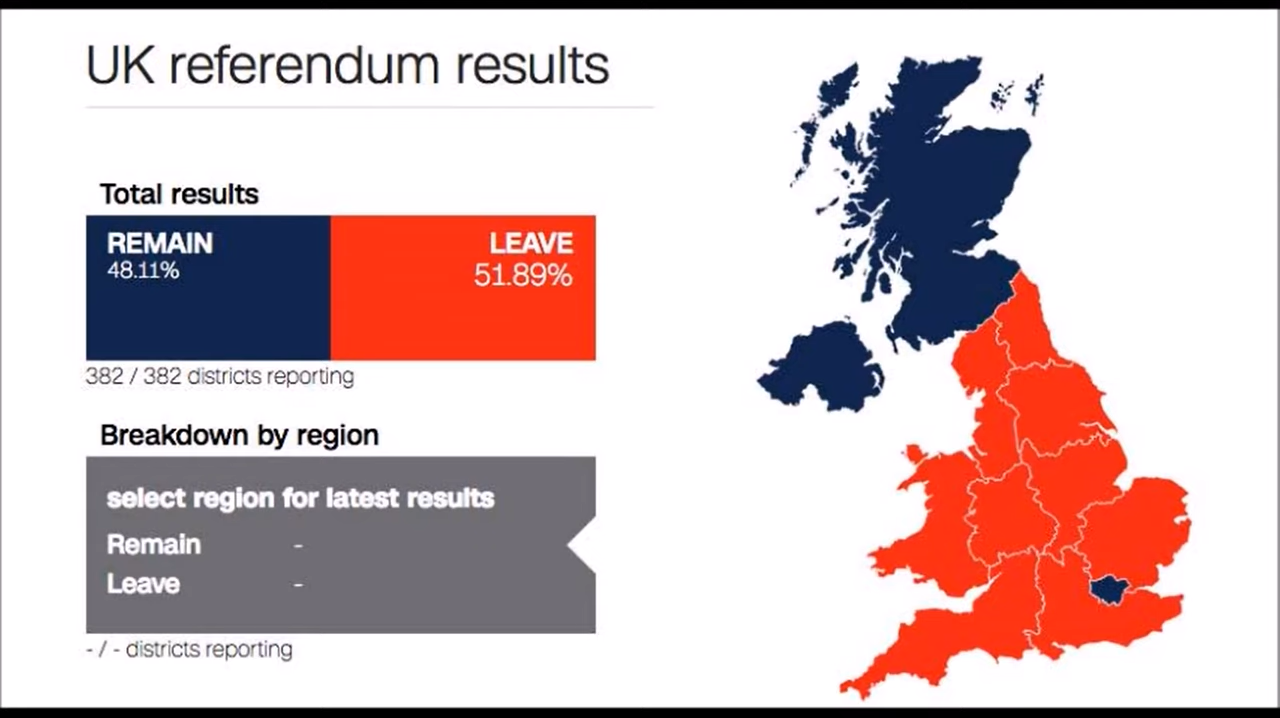 UK referendum results
Total results
REMAIN
48.11%
LEAVE
51.89%
382 / 382 districts reporting
Breakdown by region
select region for latest results
Remain -
Leave -
- / - districts reporting